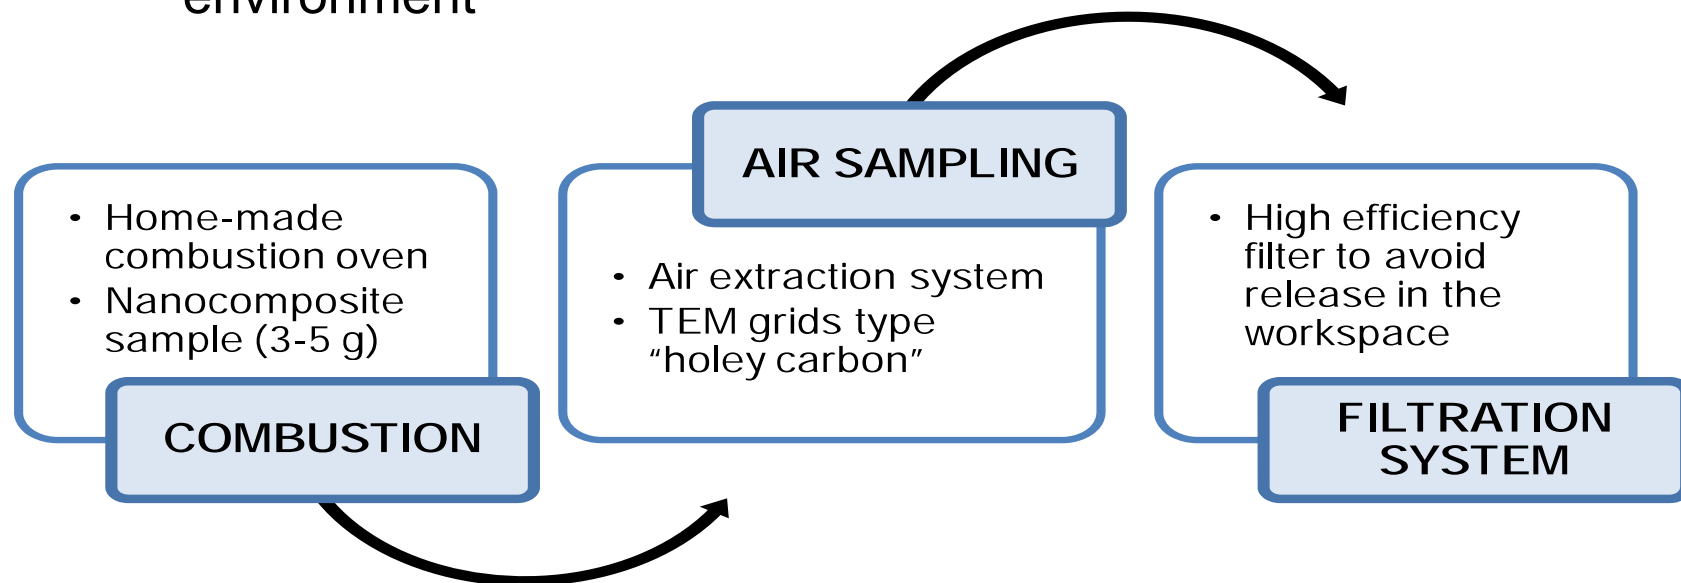 environment
• Home-made
combustion oven
• Nanocomposite
sample (3-5 g)
COMBUSTION
AIR SAMPLING
• Air extraction system
• TEM grids type
“holey carbon”
• High efficiency
filter to avoid
release in the
workspace
FILTRATION
SYSTEM